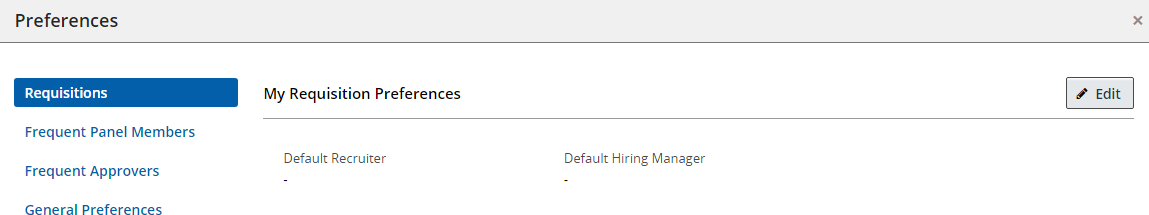 Preferences
×
Requisitions
My Requisition Preferences
Edit
Frequent Panel Members
Default Recruiter
Default Hiring Manager
-
-
Frequent Approvers
General Preferences